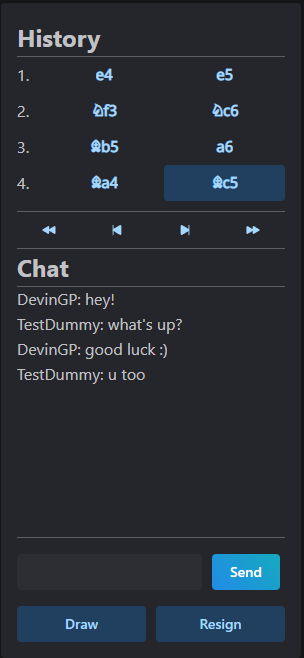 History
1. e4 e5
2. ♘f3 ♘c6
3. ♗b5 a6
4. ♗a4 ♗c5
Chat
DevinGP: hey!
TestDummy: what's up?
DevinGP: good luck :)
TestDummy: u too
Send
Draw Resign